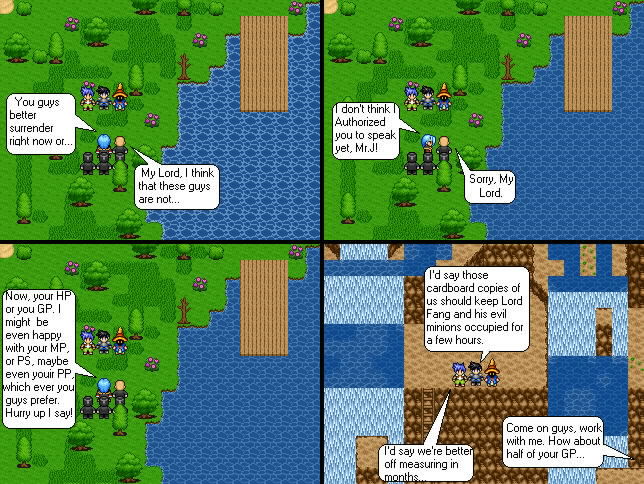 You guys
better
surrender
right now or...
My Lord, I think
that these guys
are not...
I don't think I
Authorized
you to speak
yet, Mr.J!
Sorry, My
Lord.
Now, your HP
or you GP. I
might be
even happy
with your MP,
or PS, maybe
even yoiur PP,
which ever you
guys prefer.
Hurry up I say!
I'd say those
cardboard copies of
us should keep Lord
Fang and his evil
minions occupied for
a few hours.
I'd say we're better
off measuring in
months...
Come on guys, work
with me. How about
half of your GP...